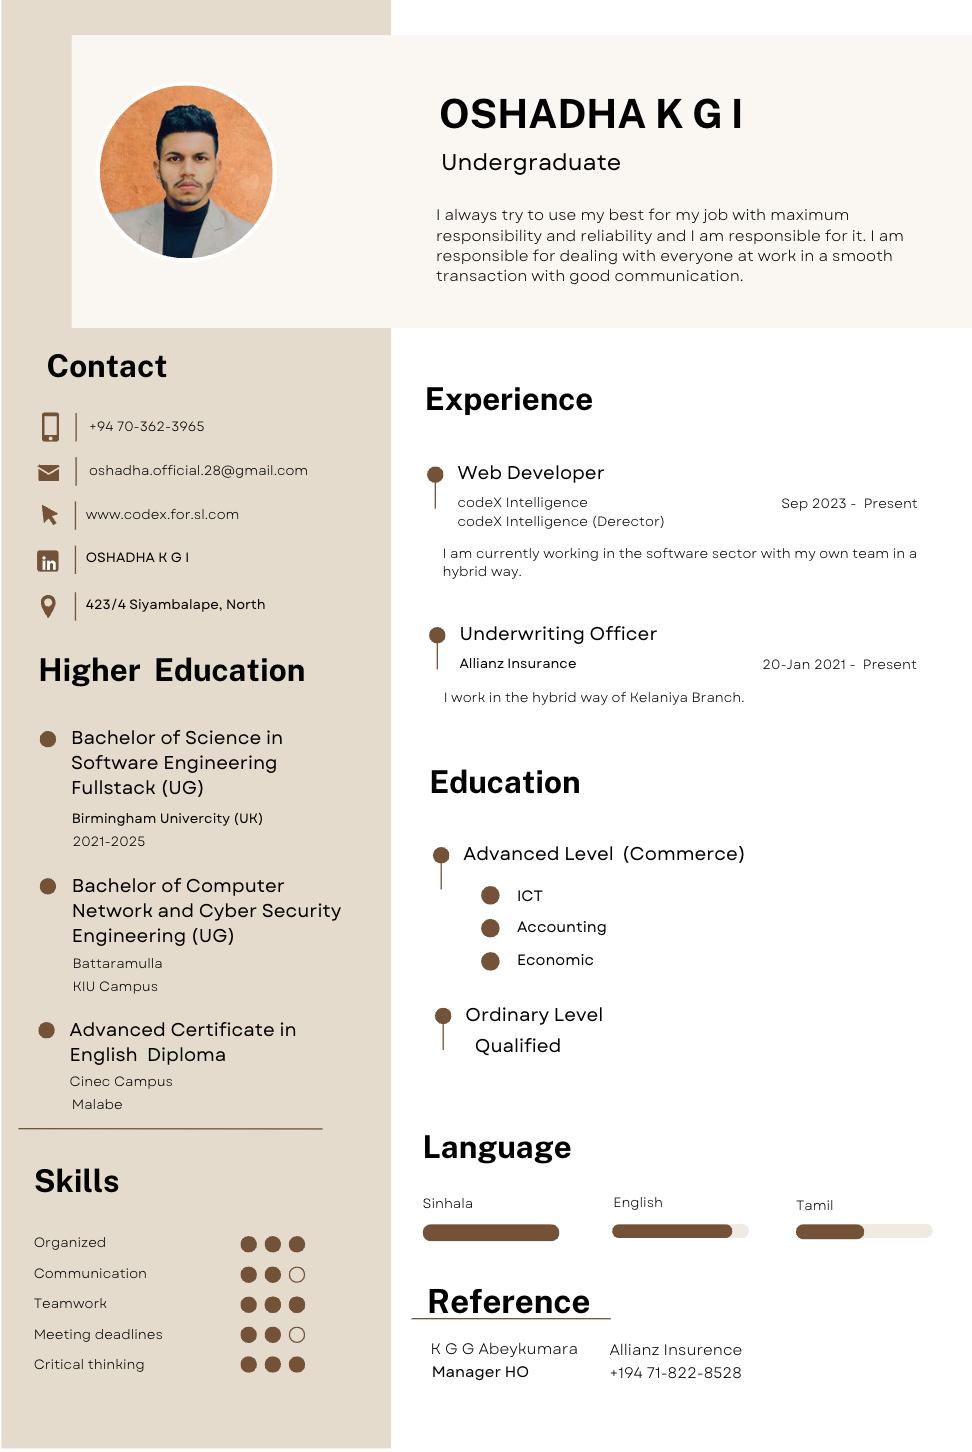 OSHADHA K G I
Undergraduate
I always try to use my best for my job with maximum
responsibility and reliability and I am responsible for it. I am
responsible for dealing with everyone at work in a smooth
transaction with good communication.
Contact
+94 70-362-3965
oshadha.official.28@gmail.com
www.codex.for.sl.com
in
OSHADHA K G I
423/4 Siyambalape, North
Higher Education
Bachelor of Science in
Software Engineering
Fullstack (UG)
Birmingham Univercity (UK)
2021-2025
Bachelor of Computer
Network and Cyber Security
Engineering (UG)
Battaramulla
KIU Campus
Advanced Certificate in
English Diploma
Cinec Campus
Malabe
Skills
Organized
Communication
Teamwork
Meeting deadlines
Critical thinking
Experience
Web Developer
codeX Intelligence
Sep 2023 - Present
codeX Intelligence (Derector)
I am currently working in the software sector with my own team in a
hybrid way.
Underwriting Officer
Allianz Insurance
20-Jan 2021 - Present
I work in the hybrid way of Kelaniya Branch.
Education
Advanced Level (Commerce)
ICT
Accounting
Economic
Ordinary Level
Qualified
Language
Sinhala
English
Tamil
Reference
K G G Abeykumara
Manager HO
Allianz Insurence
+194 71-822-8528